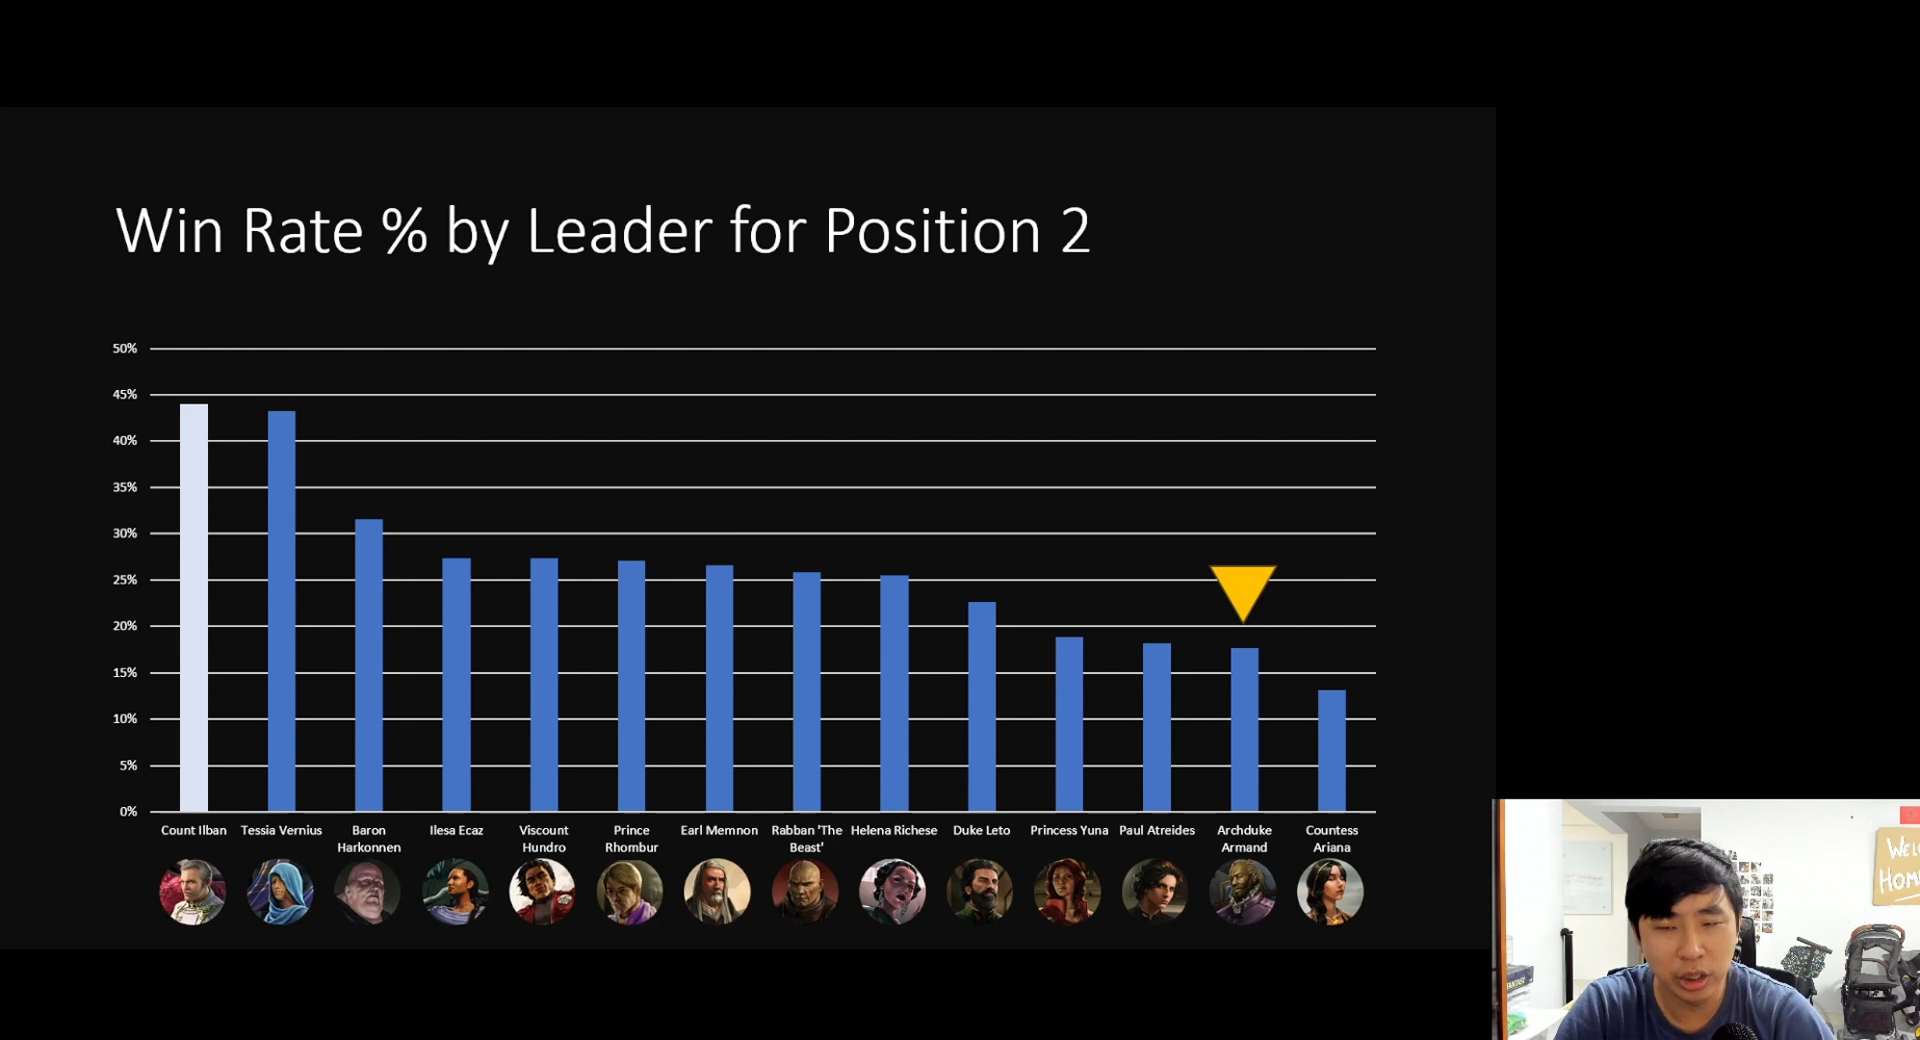 Win Rate % by Leader for Position 2
50%
45%
40%
35%
30%
25%
20%
15%
10%
5%
0%
Count Ilban
Tessia Vernius
Baron
Harkonnen
Ilesa Ecaz
Viscount
Hundro
Prince
Rhombur
Earl Memnon
Rabban 'The
Beast'
Helena Richese
Duke Leto
Princess Yuna
Paul Atreides
Archduke
Armand
Countess
Ariana